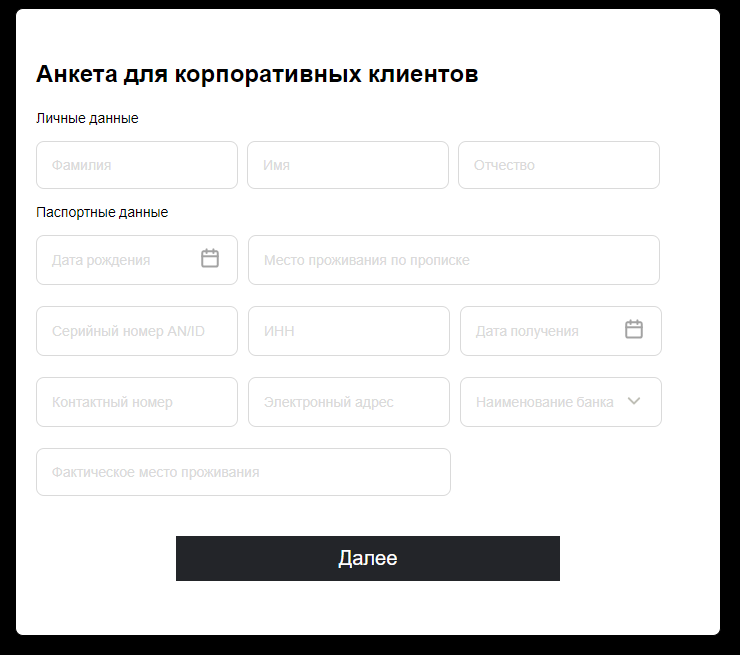 Анкета для корпоративных клиентов
Личные данные
Фамилия Имя Отчество
Паспортные данные
Дата рождения Место проживания по прописке
Серийный номер AN/ID ИНН Дата получения
Контактный номер Электронный адрес Наименование банка
Фактическое место проживания
Далее